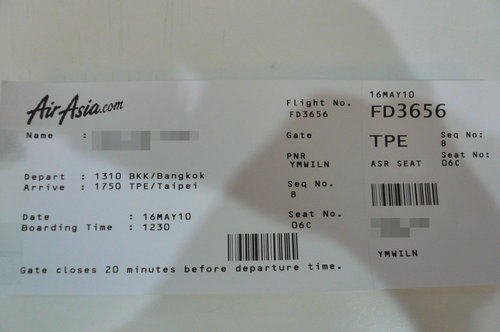 AirAsia.com
Name :
Depart : 1310 BKK/Bangkok
Arrive : 1750 TPE/Taipei
Date : 16MAY10
Boarding Time : 1230
Gate closes 20 minutes before departure time.
Flight No.
FD3656
Gate
PNR
YMWILN
Seq No.
8
Seat No.
06C
16MAY10
FD3656
TPE
Seq No:
8
ASR SEAT
Seat No:
06C
YMWILN